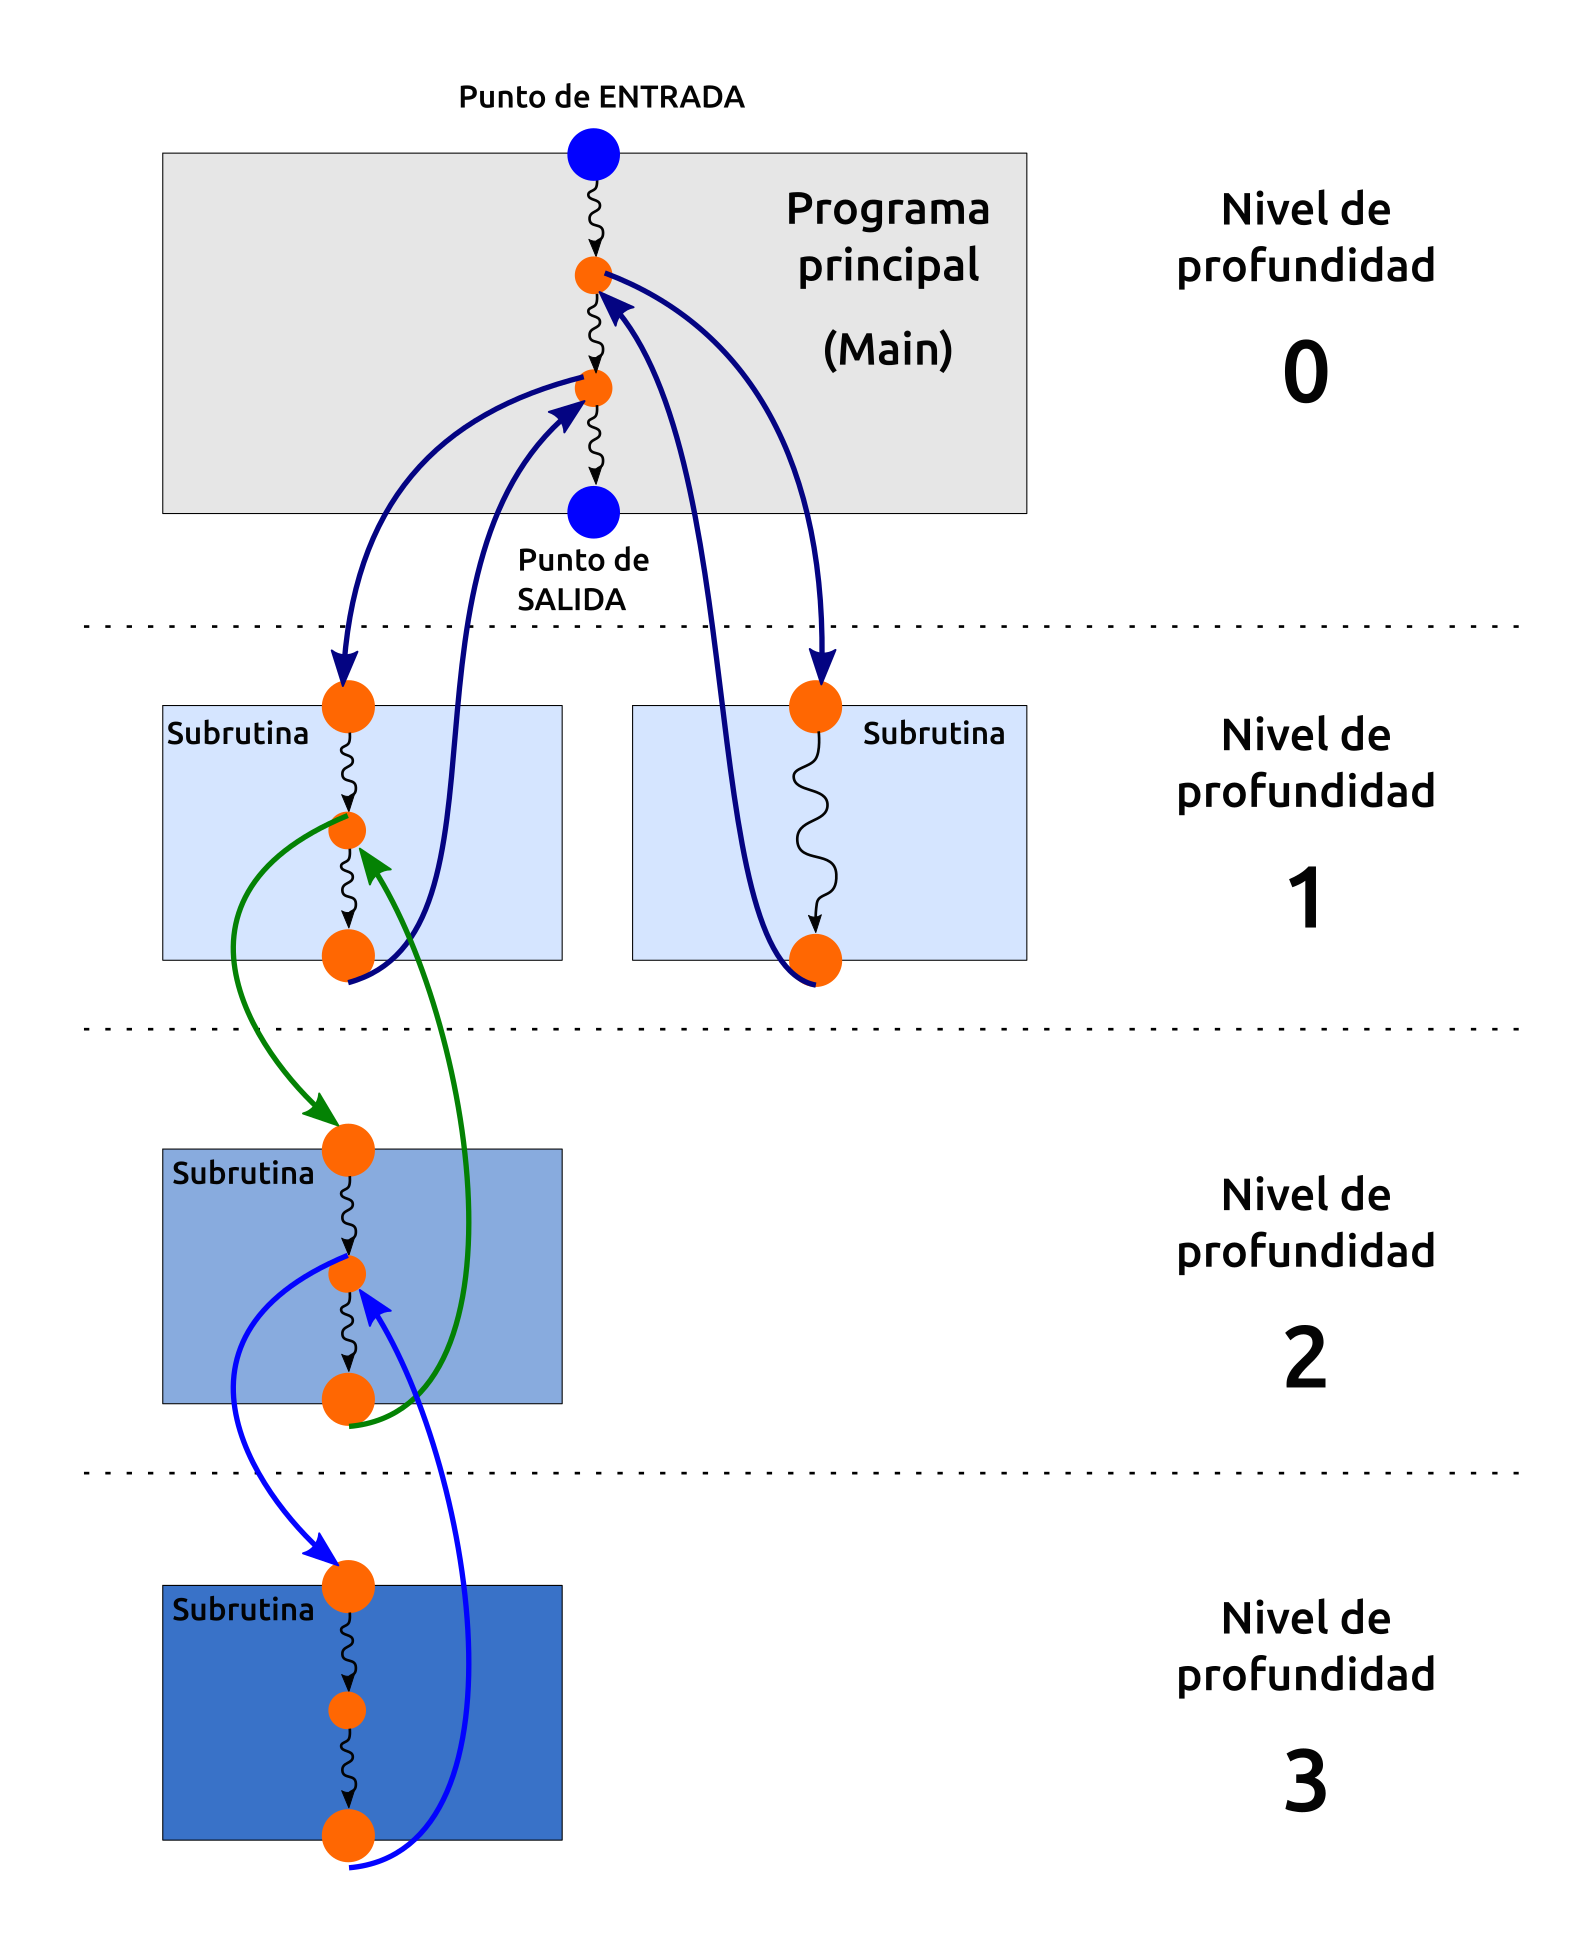 Punto de ENTRADA
Programa
principal
(Main)
Nivel de
profundidad
0
Punto de
SALIDA
Subrutina
Subrutina
Nivel de
profundidad
1
Subrutina
Nivel de
profundidad
2
Subrutina
Nivel de
profundidad
3